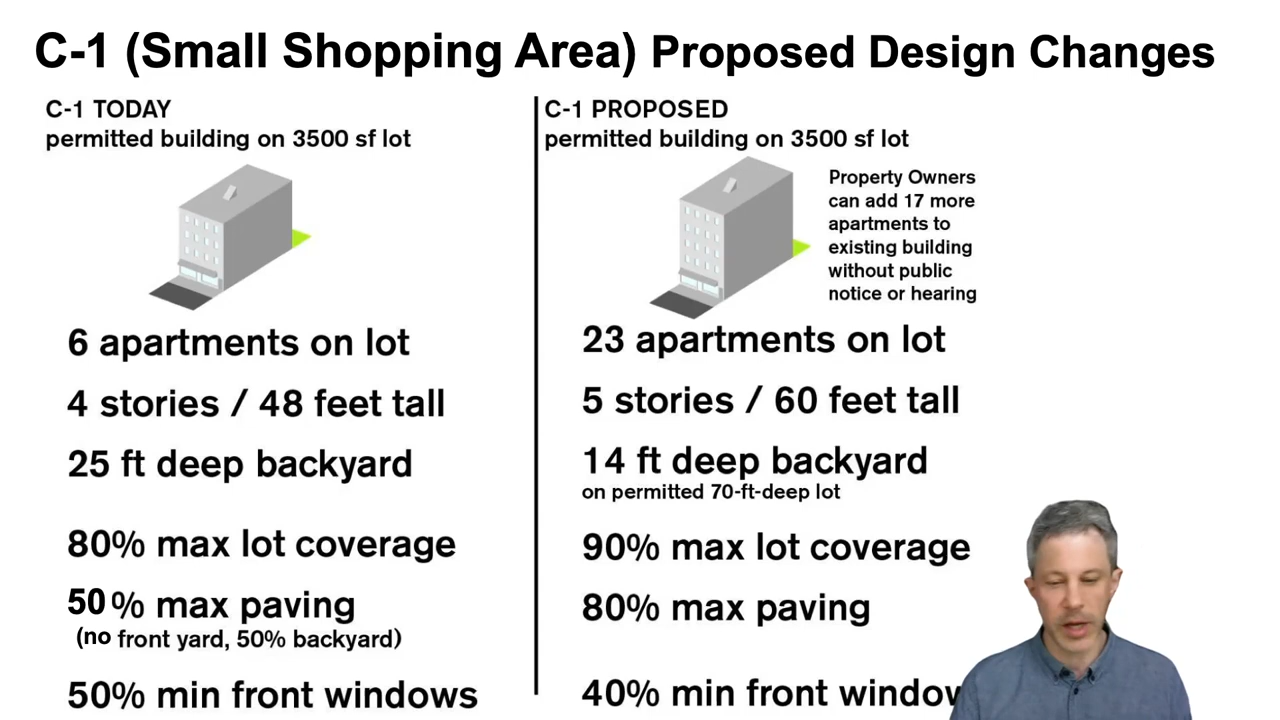 C-1 (Small Shopping Area) Proposed Design Changes
C-1 TODAY
permitted building on 3500 sf lot
6 apartments on lot
4 stories / 48 feet tall
25 ft deep backyard
80% max lot coverage
50% max paving
(no front yard, 50% backyard)
50% min front windows
C-1 PROPOSED
permitted building on 3500 sf lot
Property Owners
can add 17 more
apartments to
existing building
without public
notice or hearing
23 apartments on lot
5 stories / 60 feet tall
14 ft deep backyard
on permitted 70-ft-deep lot
90% max lot coverage
80% max paving
40% min front